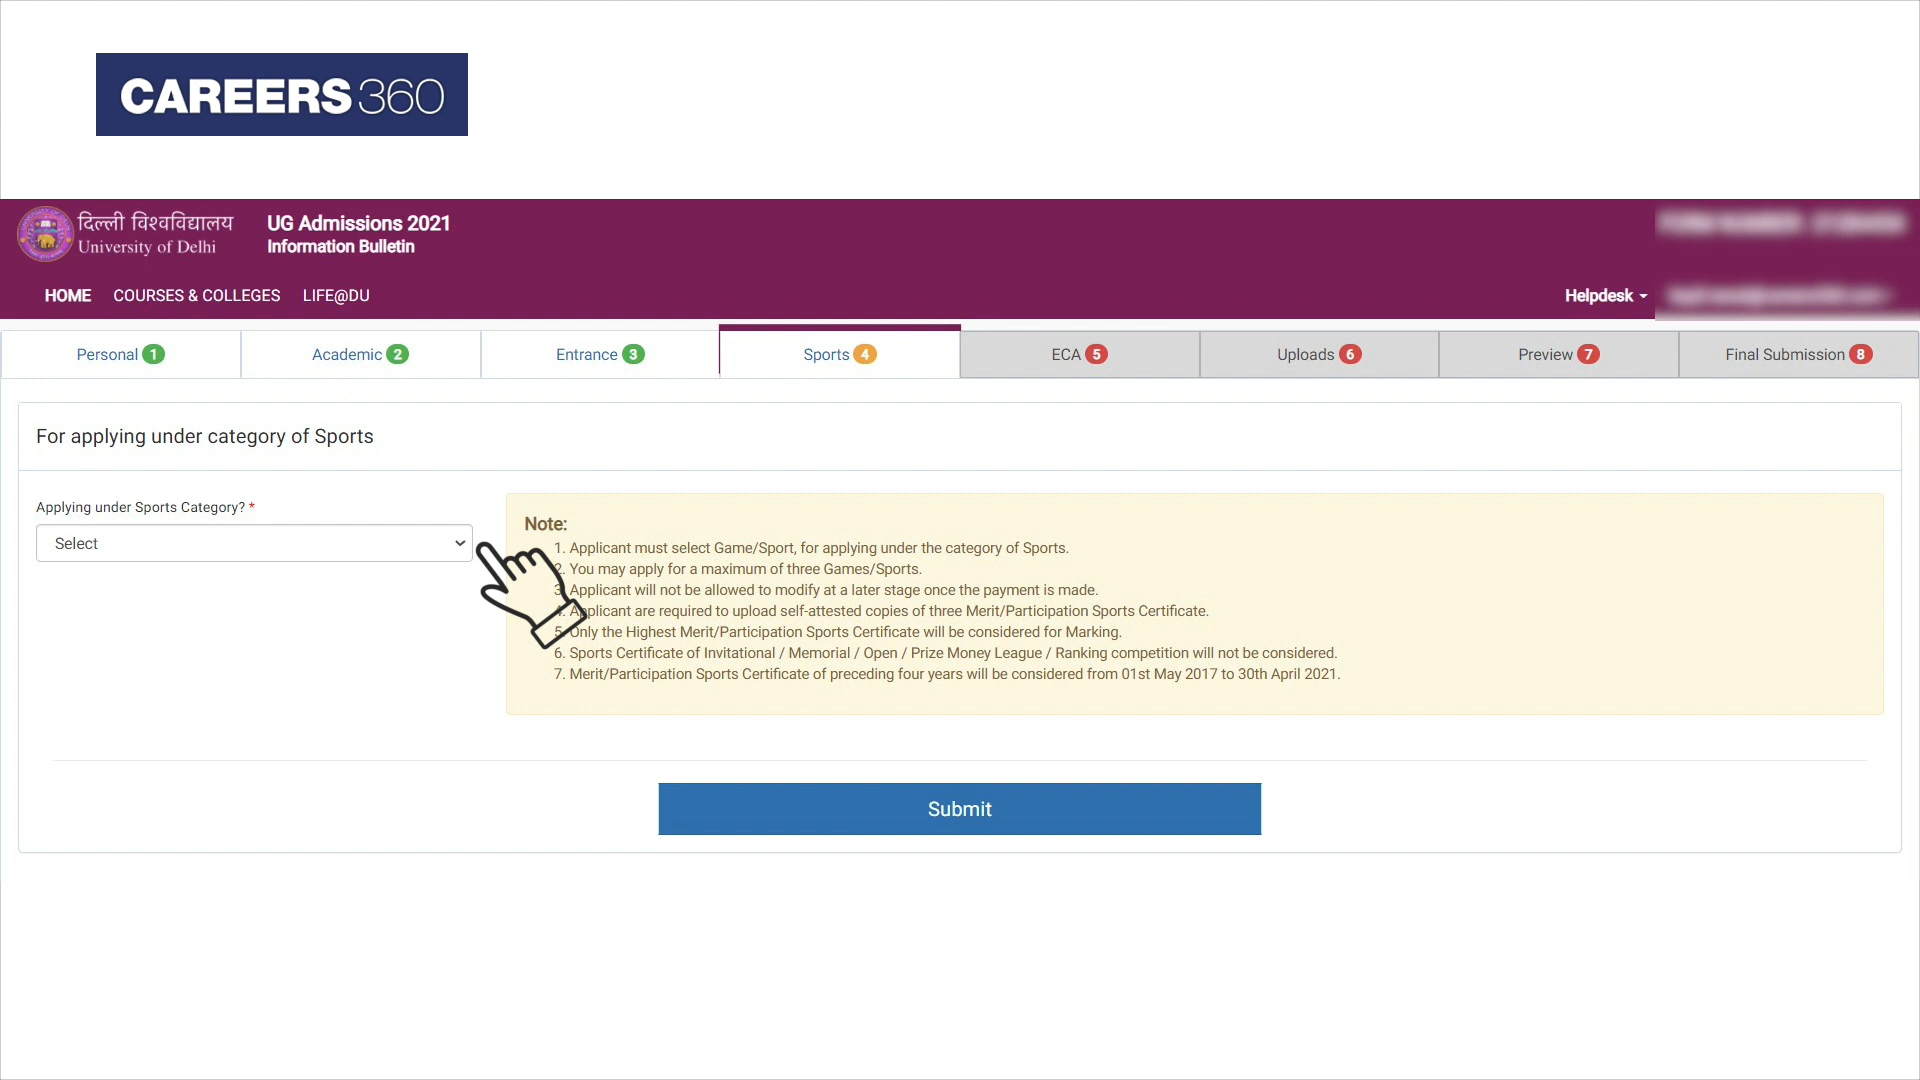 CAREERS360
दिल्ली विश्वविद्यालय
University of Delhi
UG Admissions 2021
Information Bulletin
HOME COURSES & COLLEGES LIFE@DU
Helpdesk
Personal 1 Academic 2 Entrance 3 Sports 4 ECA 5 Uploads 6 Preview 7 Final Submission 8
For applying under category of Sports
Applying under Sports Category? *
Select
Note:
1. Applicant must select Game/Sport, for applying under the category of Sports.
2. You may apply for a maximum of three Games/Sports.
3. Applicant will not be allowed to modify at a later stage once the payment is made.
4. Applicant are required to upload self-attested copies of three Merit/Participation Sports Certificate.
5. Only the Highest Merit/Participation Sports Certificate will be considered for Marking.
6. Sports Certificate of Invitational / Memorial / Open / Prize Money League / Ranking competition will not be considered.
7. Merit/Participation Sports Certificate of preceding four years will be considered from 01st May 2017 to 30th April 2021.
Submit